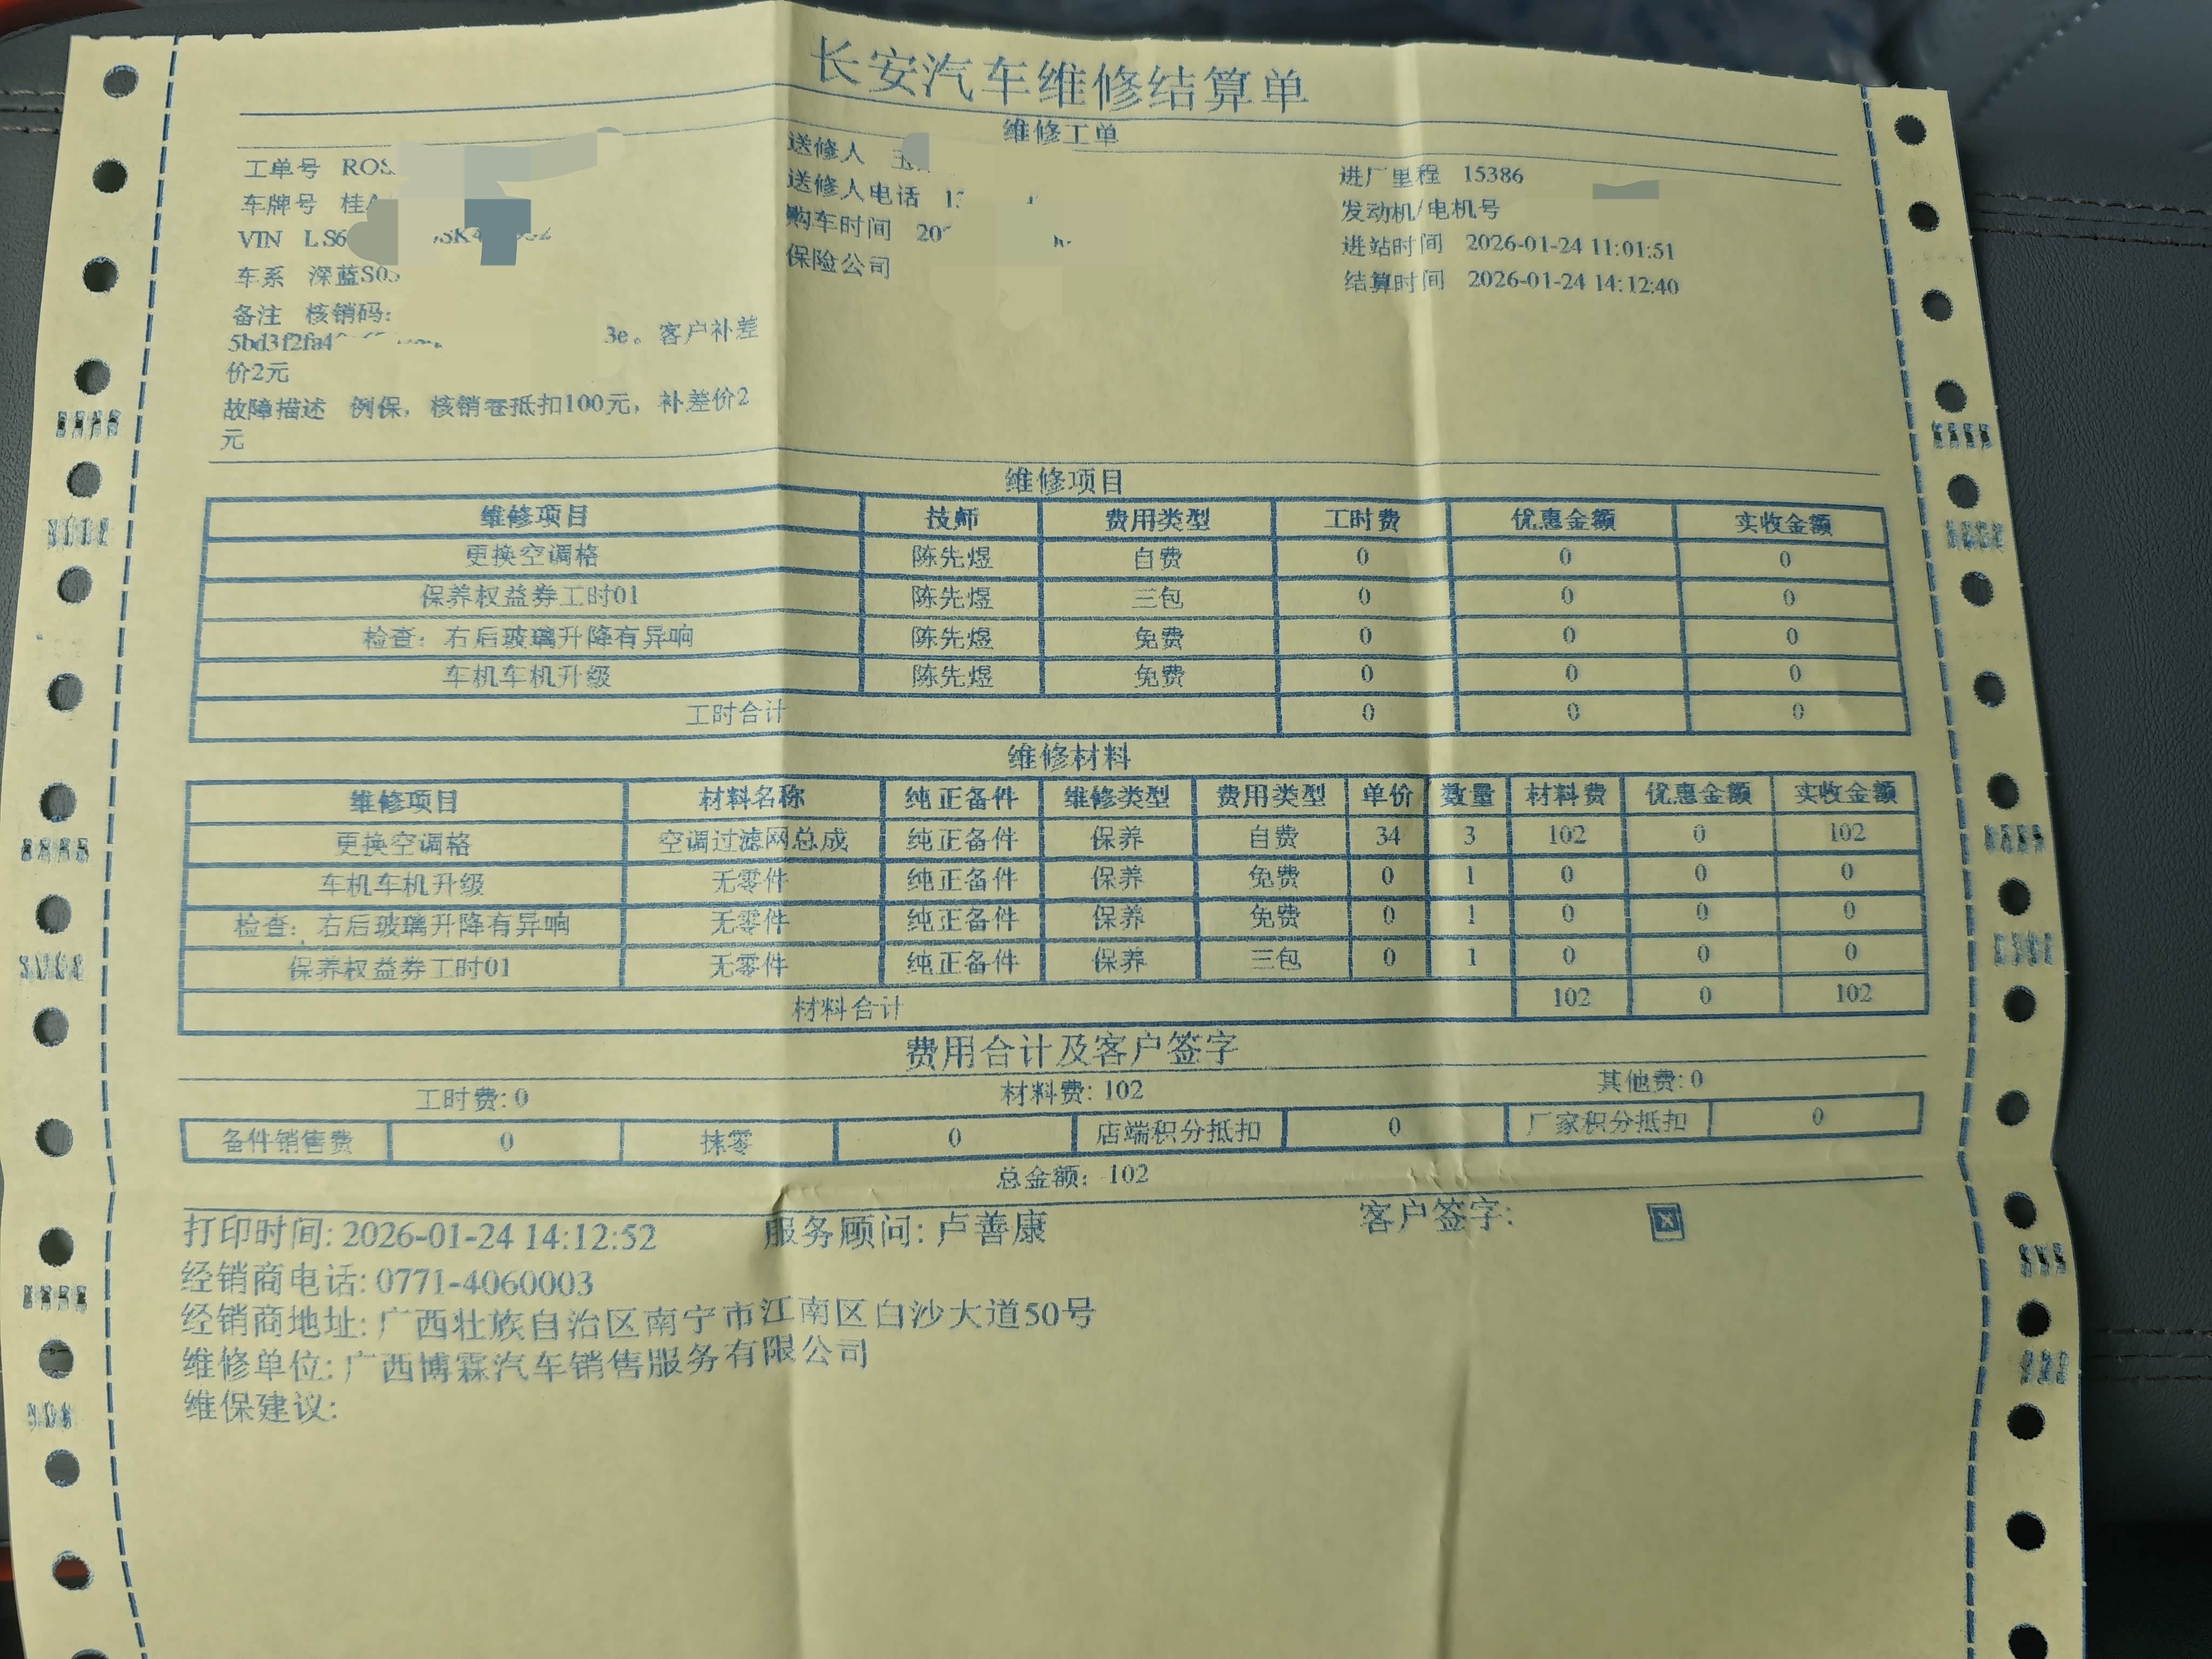 长安汽车维修结算单
维修工单
工单号 ROS
车牌号 桂A
VIN LS6
车系 深蓝S05
备注 核销码:
5bd3f2fa4 3e。客户补差
价2元
故障描述 例保，核销卷抵扣100元，补差价2
元
送修人
送修人电话 1
购车时间 20
保险公司
进厂里程 15386
发动机/电机号
进站时间 2026-01-24 11:01:51
结算时间 2026-01-24 14:12:40
维修项目
维修项目 技师 费用类型 工时费 优惠金额 实收金额
更换空调格 陈先煜 自费 0 0 0
保养权益券工时01 陈先煜 三包 0 0 0
检查：右后玻璃升降有异响 陈先煜 免费 0 0 0
车机车机升级 陈先煜 免费 0 0 0
工时合计 0 0 0
维修材料
维修项目 材料名称 纯正备件 维修类型 费用类型 单价 数量 材料费 优惠金额 实收金额
更换空调格 空调过滤网总成 纯正备件 保养 自费 34 3 102 0 102
车机车机升级 无零件 纯正备件 保养 免费 0 1 0 0 0
检查：右后玻璃升降有异响 无零件 纯正备件 保养 免费 0 1 0 0 0
保养权益券工时01 无零件 纯正备件 保养 三包 0 1 0 0 0
材料合计 102 0 102
费用合计及客户签字
工时费: 0 材料费: 102 其他费: 0
备件销售费 0 抹零 0 店端积分抵扣 0 厂家积分抵扣 0
总金额: 102
打印时间: 2026-01-24 14:12:52 服务顾问: 卢善康 客户签字:
经销商电话: 0771-4060003
经销商地址: 广西壮族自治区南宁市江南区白沙大道50号
维修单位: 广西博霖汽车销售服务有限公司
维保建议: